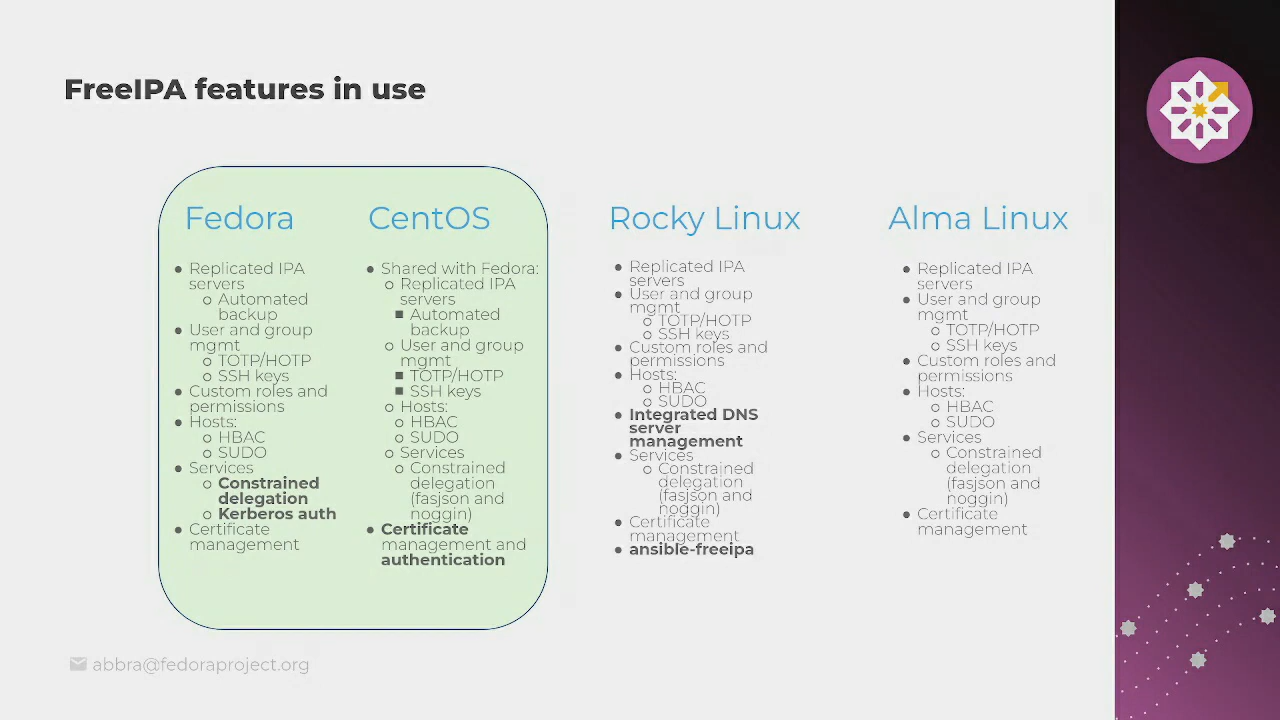 FreeIPA features in use
Fedora
● Replicated IPA
servers
○ Automated
backup
● User and group
mgmt
○ TOTP/HOTP
○ SSH keys
● Custom roles and
permissions
● Hosts:
○ HBAC
○ SUDO
● Services
○ Constrained
delegation
○ Kerberos auth
● Certificate
management
CentOS
● Shared with Fedora:
○ Replicated IPA
servers
■ Automated
backup
○ User and group
mgmt
■ TOTP/HOTP
■ SSH keys
○ Hosts:
○ HBAC
○ SUDO
○ Services
○ Constrained
delegation
(fasjson and
noggin)
● Certificate
management and
authentication
Rocky Linux
● Replicated IPA
servers
● User and group
mgmt
○ TOTP/HOTP
○ SSH keys
● Custom roles and
permissions
● Hosts:
○ HBAC
○ SUDO
● Integrated DNS
server
management
● Services
○ Constrained
delegation
(fasjson and
noggin)
● Certificate
management
● ansible-freeipa
Alma Linux
● Replicated IPA
servers
● User and group
mgmt
○ TOTP/HOTP
○ SSH keys
● Custom roles and
permissions
● Hosts:
○ HBAC
○ SUDO
● Services
○ Constrained
delegation
(fasjson and
noggin)
● Certificate
management
abbra@fedoraproject.org